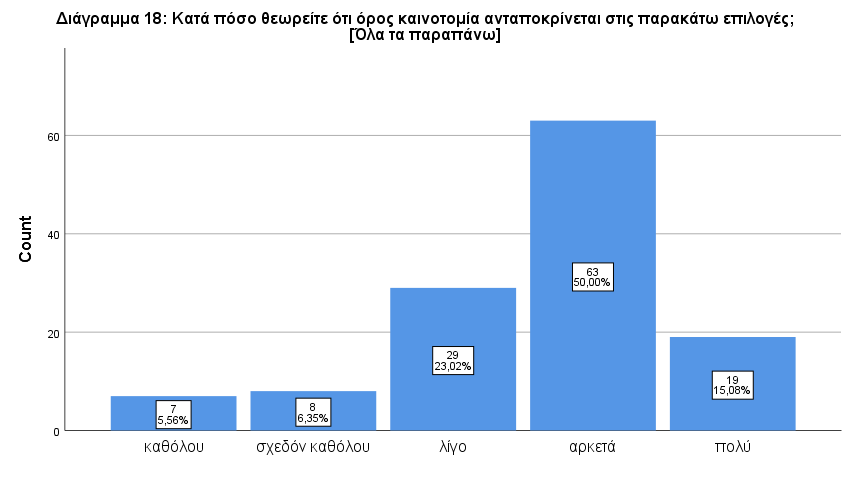 Διάγραμμα 18: Κατά πόσο θεωρείτε ότι όρος καινοτομία ανταποκρίνεται στις παρακάτω επιλογές;
[Όλα τα παραπάνω]
60
40
20
0
Count
7
5,56%
8
6,35%
29
23,02%
63
50,00%
19
15,08%
καθόλου
σχεδόν καθόλου
λίγο
αρκετά
πολύ